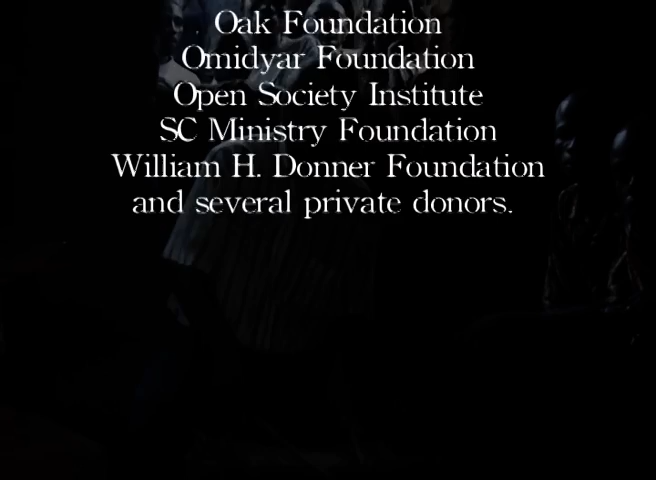 Oak Foundation
Omidyar Foundation
Open Society Institute
SC Ministry Foundation
William H. Donner Foundation
and several private donors.